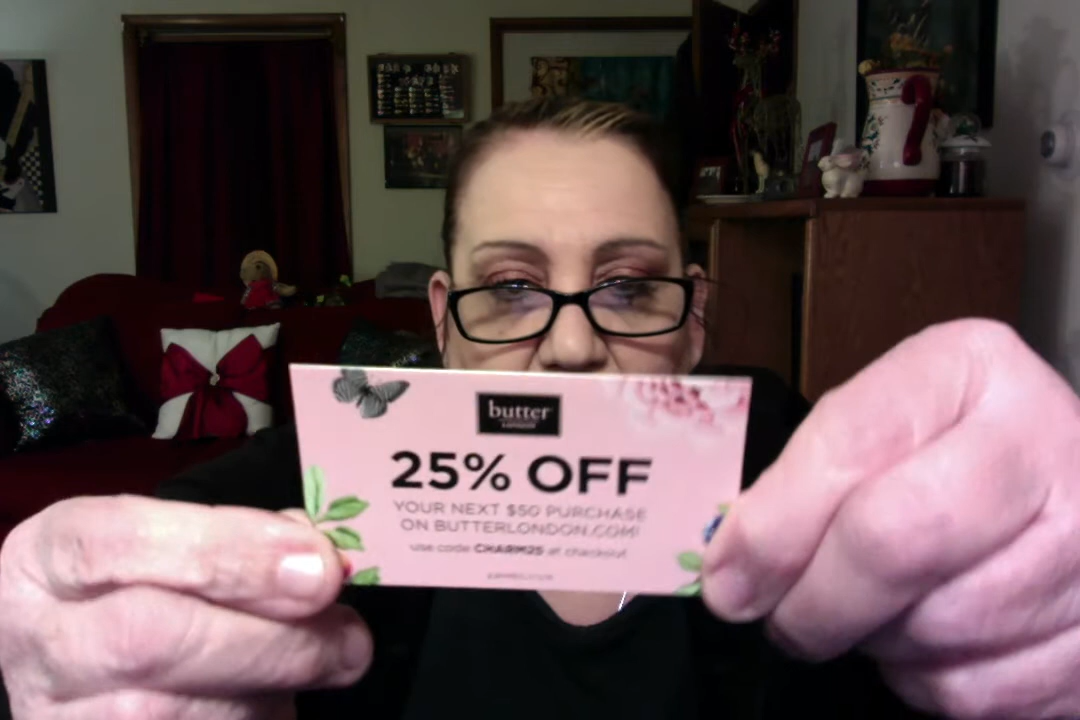 butter
LONDON
25% OFF
YOUR NEXT $50 PURCHASE
ON BUTTERLONDON.COM!
use code CHARM25 at checkout